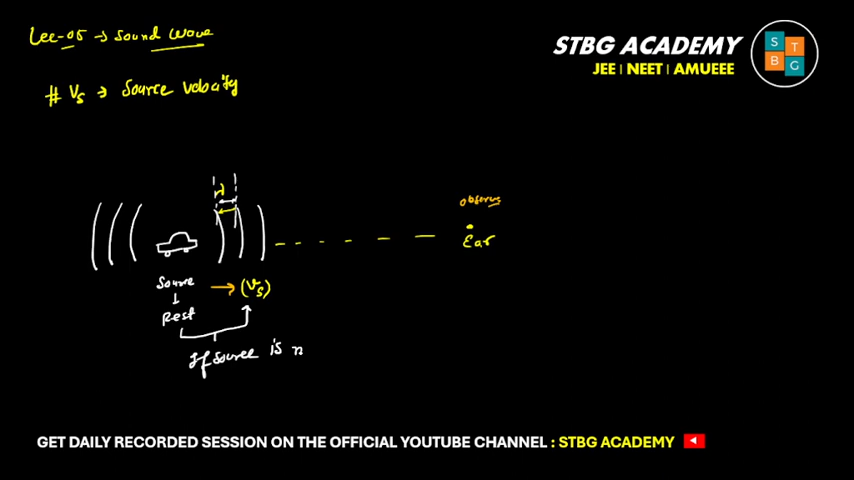 Lec-05 → Sound wave
STBG ACADEMY
JEE | NEET | AMUEEE
S T B G
# Vs → Source velocity
λ
observer
Ear
Source → (Vs)
↓
Rest
If source is n
GET DAILY RECORDED SESSION ON THE OFFICIAL YOUTUBE CHANNEL : STBG ACADEMY